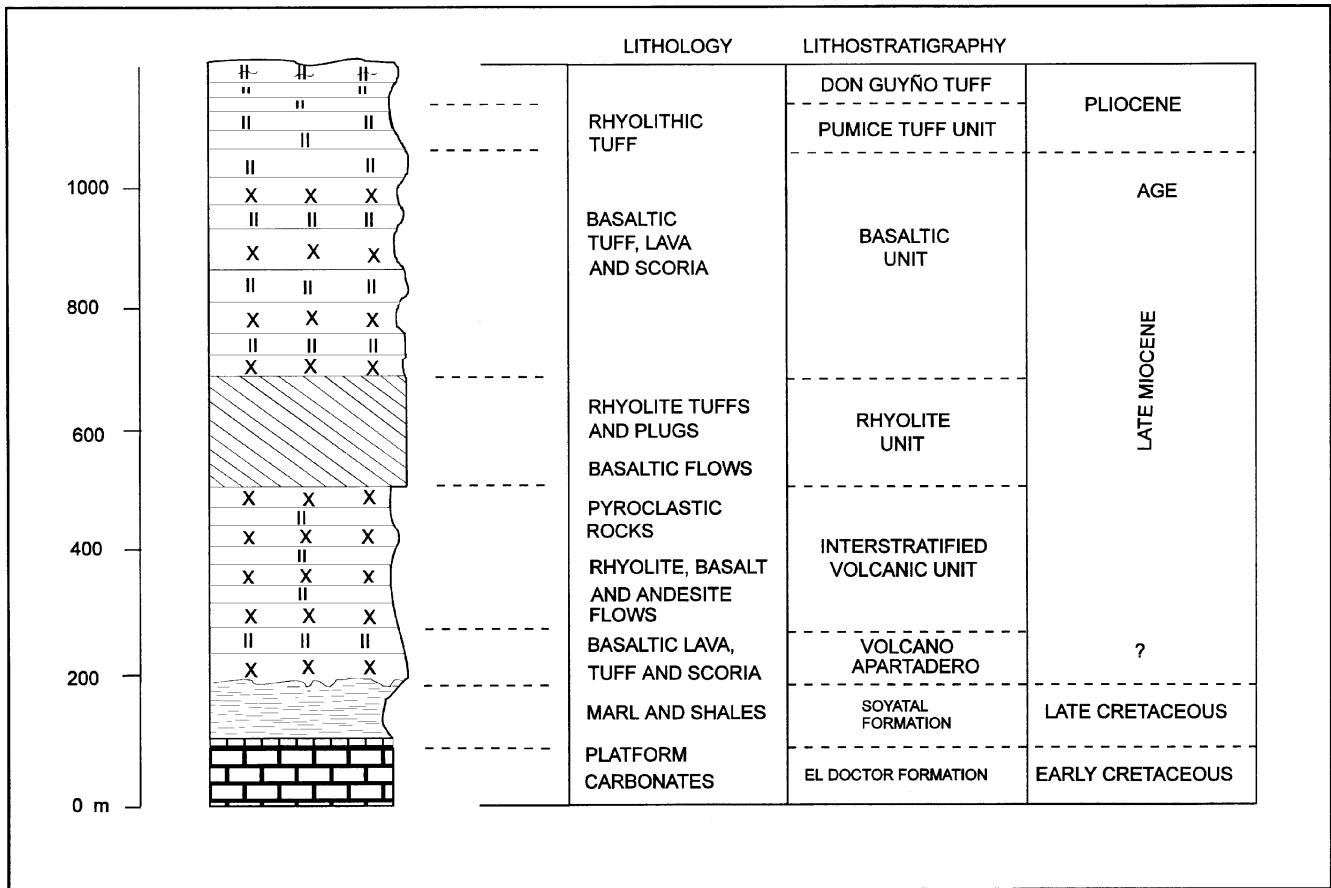 LITHOLOGY
LITHOSTRATIGRAPHY
1000
800
600
400
200
0 m
RHYOLITHIC
TUFF
BASALTIC
TUFF, LAVA
AND SCORIA
RHYOLITE TUFFS
AND PLUGS
BASALTIC FLOWS
PYROCLASTIC
ROCKS
RHYOLITE, BASALT
AND ANDESITE
FLOWS
BASALTIC LAVA,
TUFF AND SCORIA
MARL AND SHALES
PLATFORM
CARBONATES
DON GUYÑO TUFF
PUMICE TUFF UNIT
BASALTIC
UNIT
RHYOLITE
UNIT
INTERSTRATIFIED
VOLCANIC UNIT
VOLCANO
APARTADERO
SOYATAL
FORMATION
EL DOCTOR FORMATION
PLIOCENE
AGE
LATE MIOCENE
?
LATE CRETACEOUS
EARLY CRETACEOUS